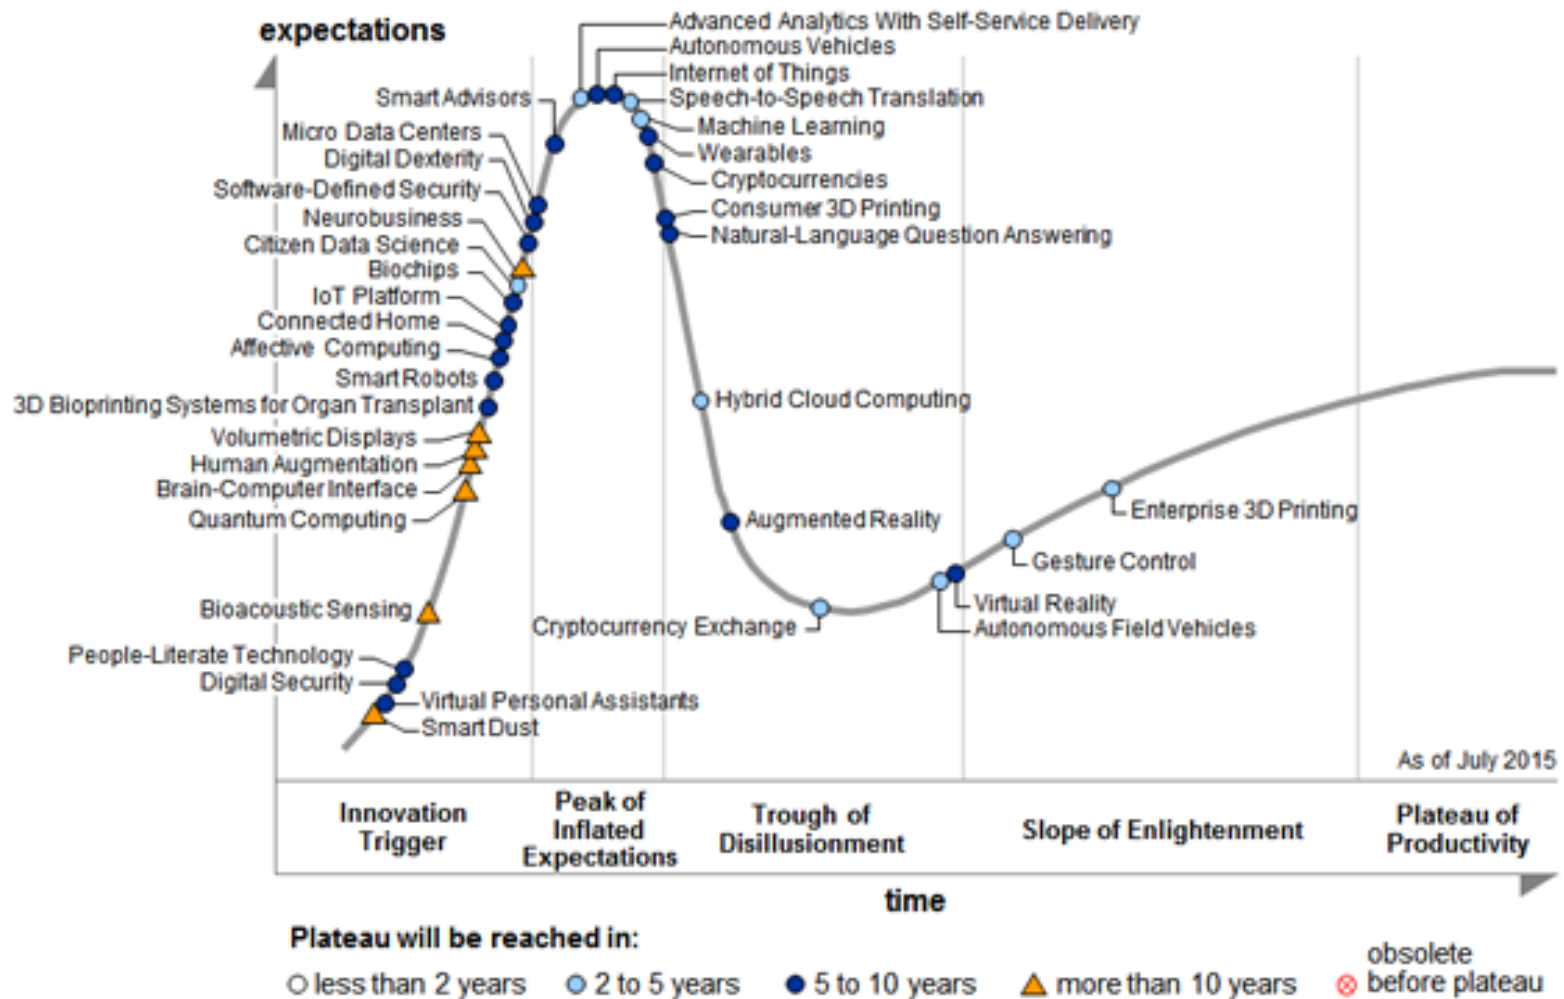 expectations
Advanced Analytics With Self-Service Delivery
Autonomous Vehicles
Internet of Things
Smart Advisors
Speech-to-Speech Translation
Micro Data Centers
Machine Learning
Digital Dexterity
Wearables
Software-Defined Security
Cryptocurrencies
Neurobusiness
Consumer 3D Printing
Citizen Data Science
Natural-Language Question Answering
Biochips
IoT Platform
Connected Home
Affective Computing
Smart Robots
Hybrid Cloud Computing
3D Bioprinting Systems for Organ Transplant
Volumetric Displays
Human Augmentation
Brain-Computer Interface
Quantum Computing
Augmented Reality
Enterprise 3D Printing
Gesture Control
Bioacoustic Sensing
Virtual Reality
Cryptocurrency Exchange
Autonomous Field Vehicles
People-Literate Technology
Digital Security
Virtual Personal Assistants
Smart Dust
As of July 2015
Innovation
Trigger
Peak of
Inflated
Expectations
Trough of
Disillusionment
Slope of Enlightenment
Plateau of
Productivity
time
Plateau will be reached in:
less than 2 years
2 to 5 years
5 to 10 years
more than 10 years
obsolete
before plateau